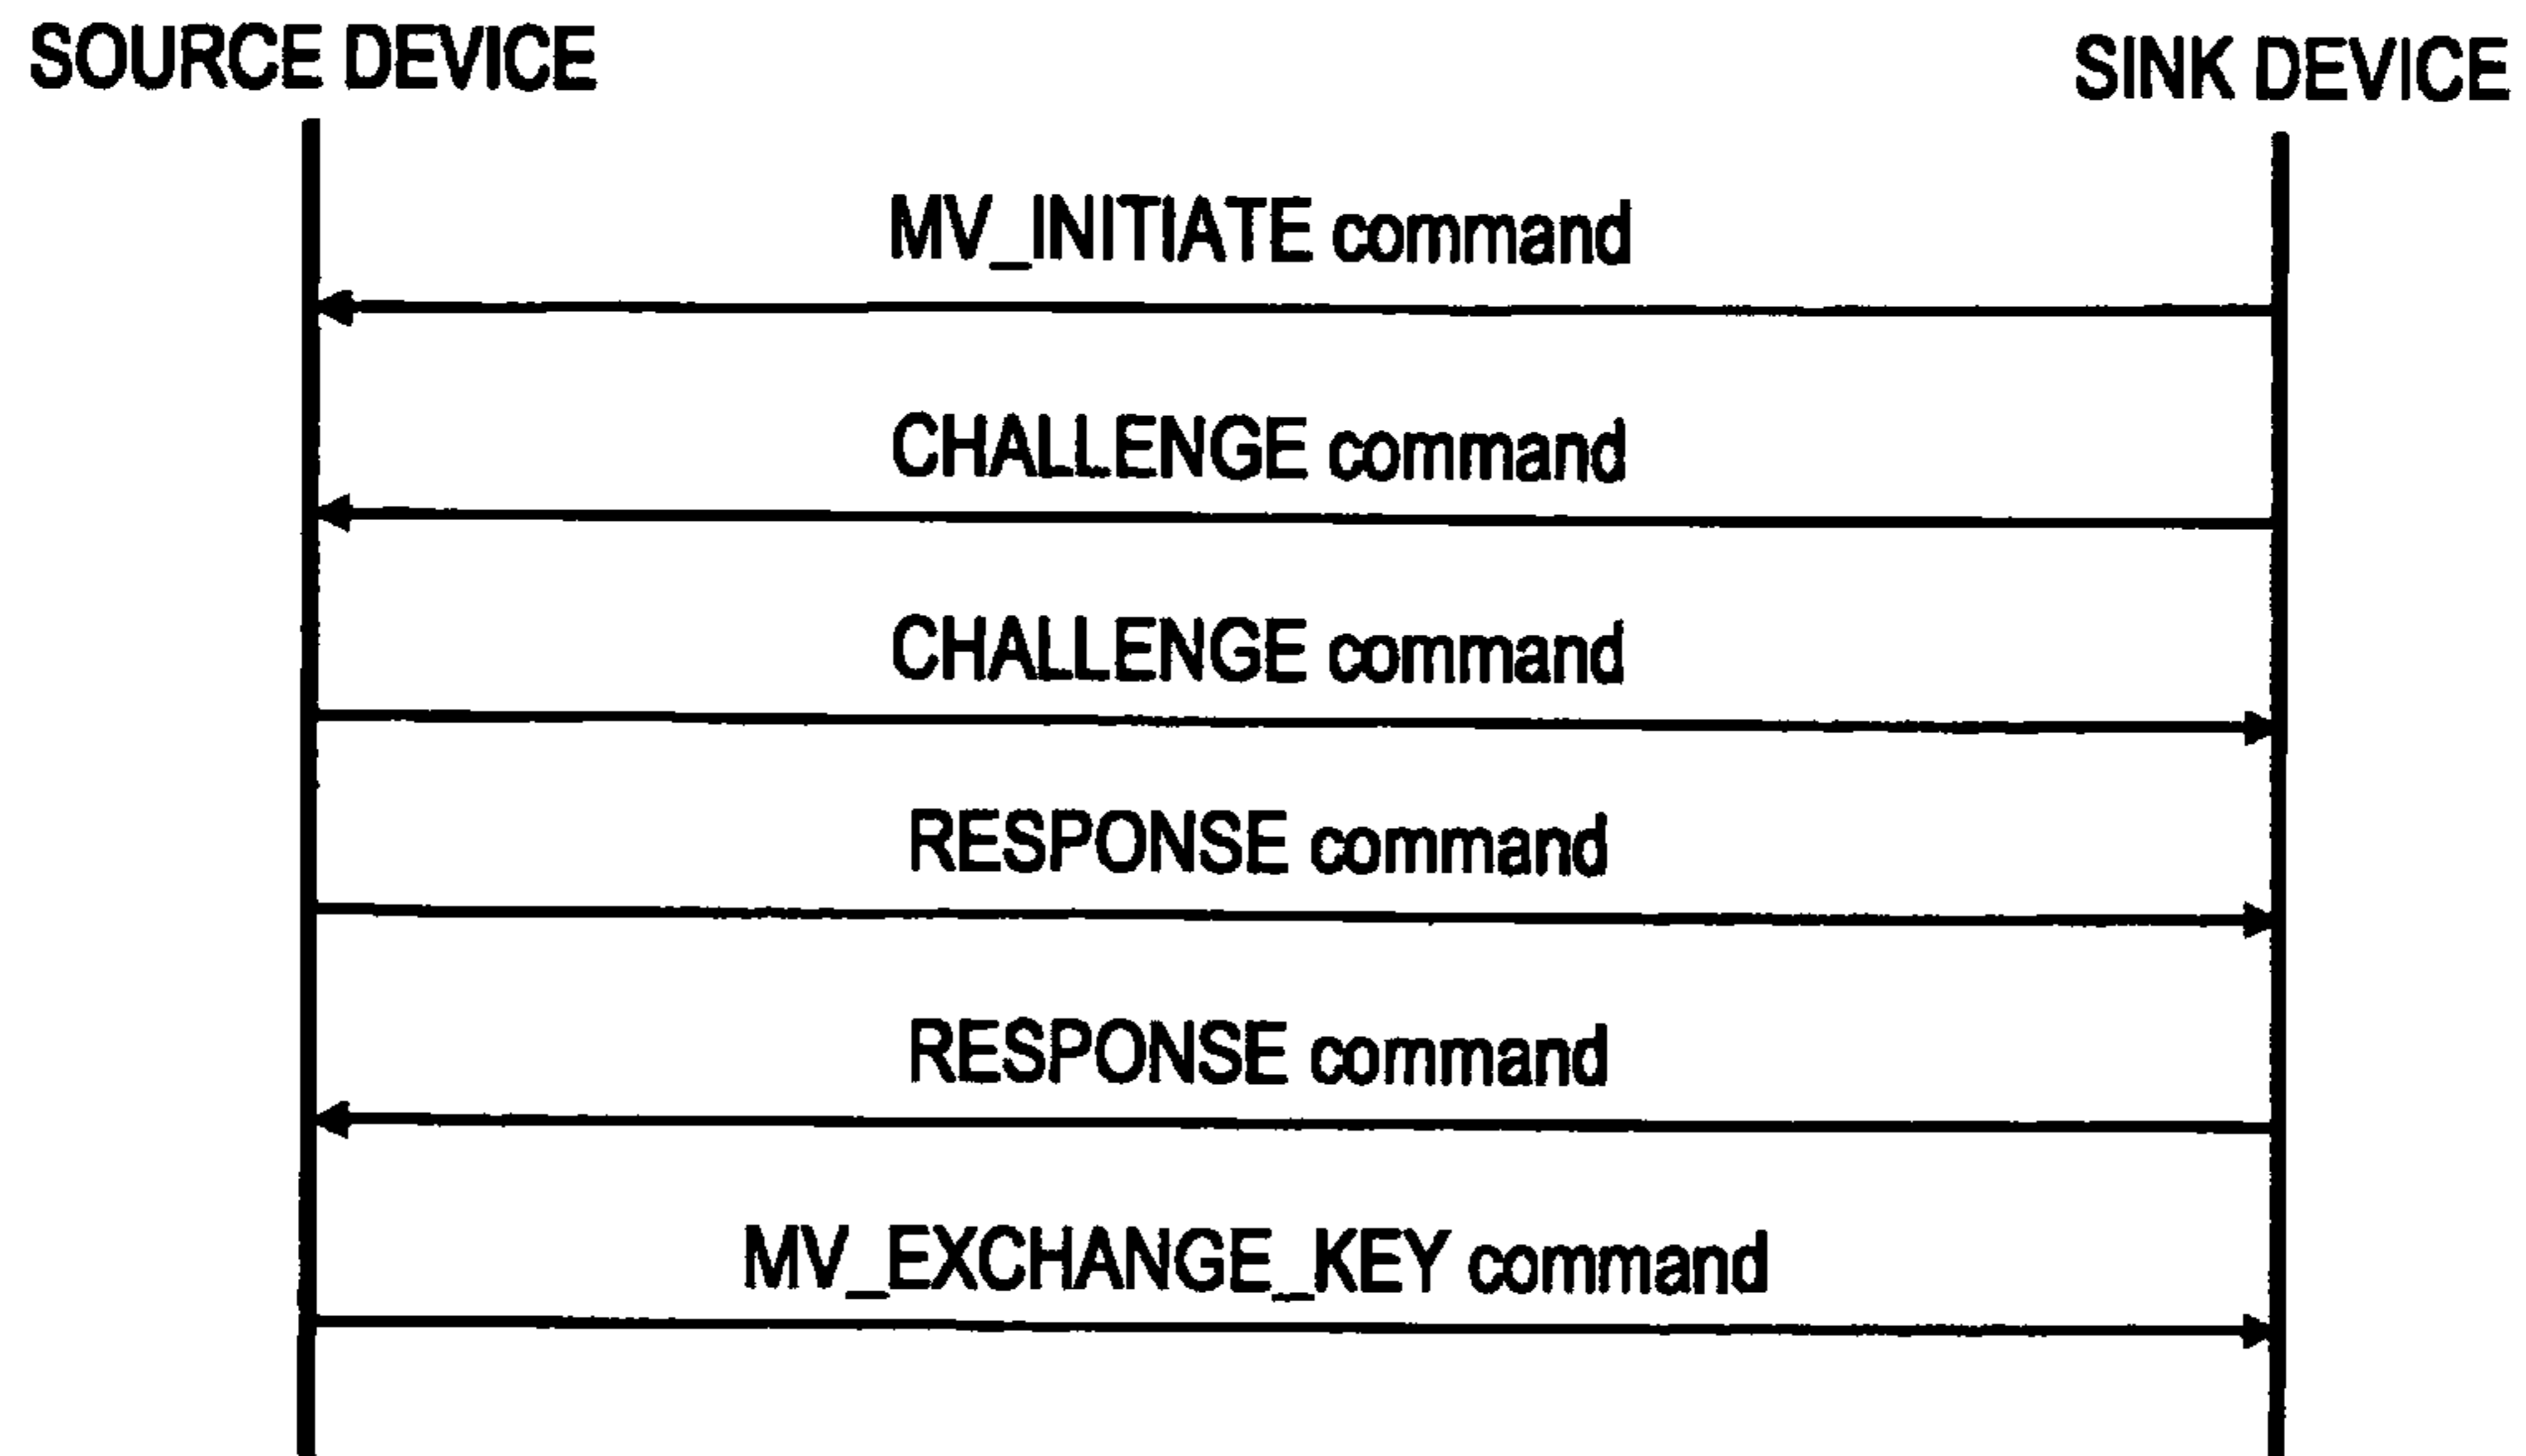 SOURCE DEVICE
SINK DEVICE
MV_INITIATE command
CHALLENGE command
CHALLENGE command
RESPONSE command
RESPONSE command
MV_EXCHANGE_KEY command